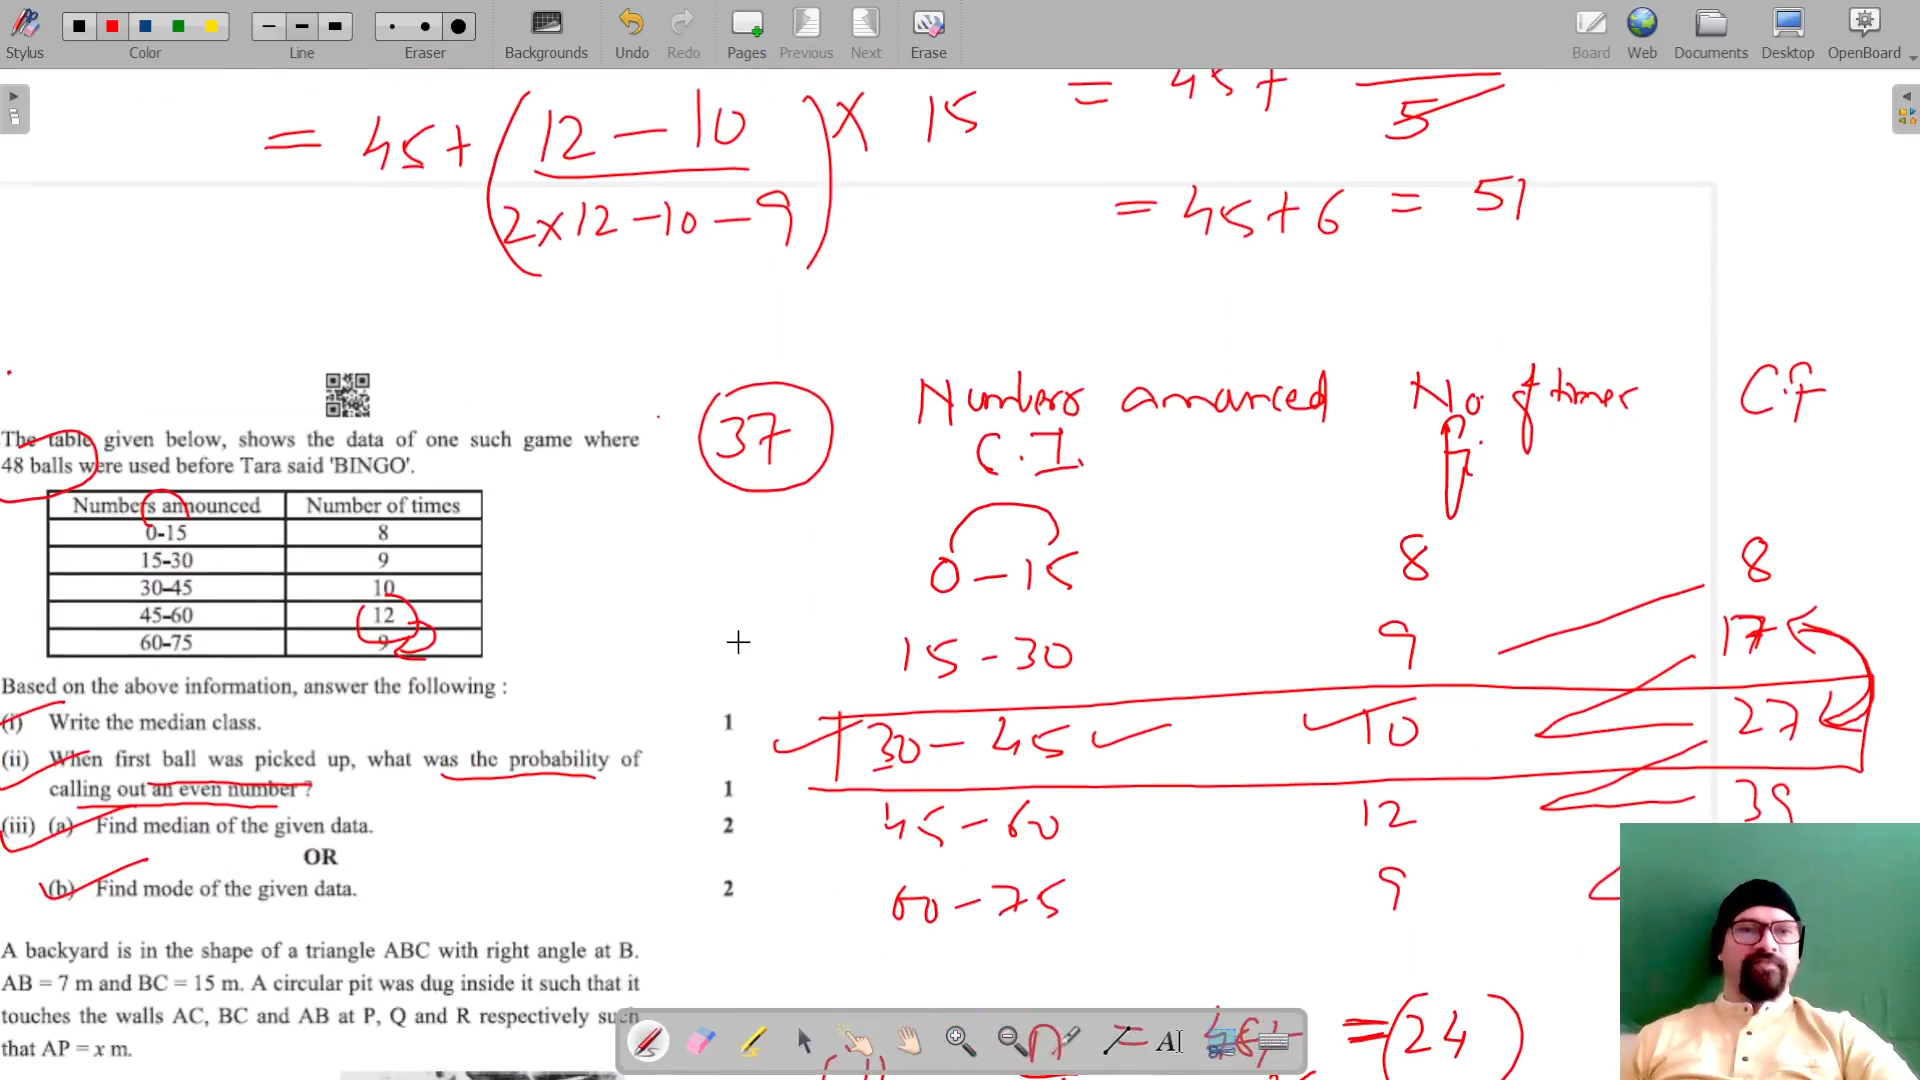 Stylus Color Line Eraser Backgrounds Undo Redo Pages Previous Next Erase Board Web Documents Desktop OpenBoard
= 45 + (12 - 10 / 2x12 - 10 - 9) x 15 = 45 + / 5
= 45 + 6 = 51
The table given below, shows the data of one such game where
48 balls were used before Tara said 'BINGO'.
Numbers announced Number of times
0-15 8
15-30 9
30-45 10
45-60 12
60-75 9
Based on the above information, answer the following :
(i) Write the median class. 1
(ii) When first ball was picked up, what was the probability of
calling out an even number ? 1
(iii) (a) Find median of the given data. 2
OR
(b) Find mode of the given data. 2
A backyard is in the shape of a triangle ABC with right angle at B.
AB = 7 m and BC = 15 m. A circular pit was dug inside it such that it
touches the walls AC, BC and AB at P, Q and R respectively such
that AP = x m.
37
Numbers announced No of times C.f
C.I. f
0 - 15 8 8
15 - 30 9 17
30 - 45 10 27
45 - 60 12 39
60 - 75 9
= 24